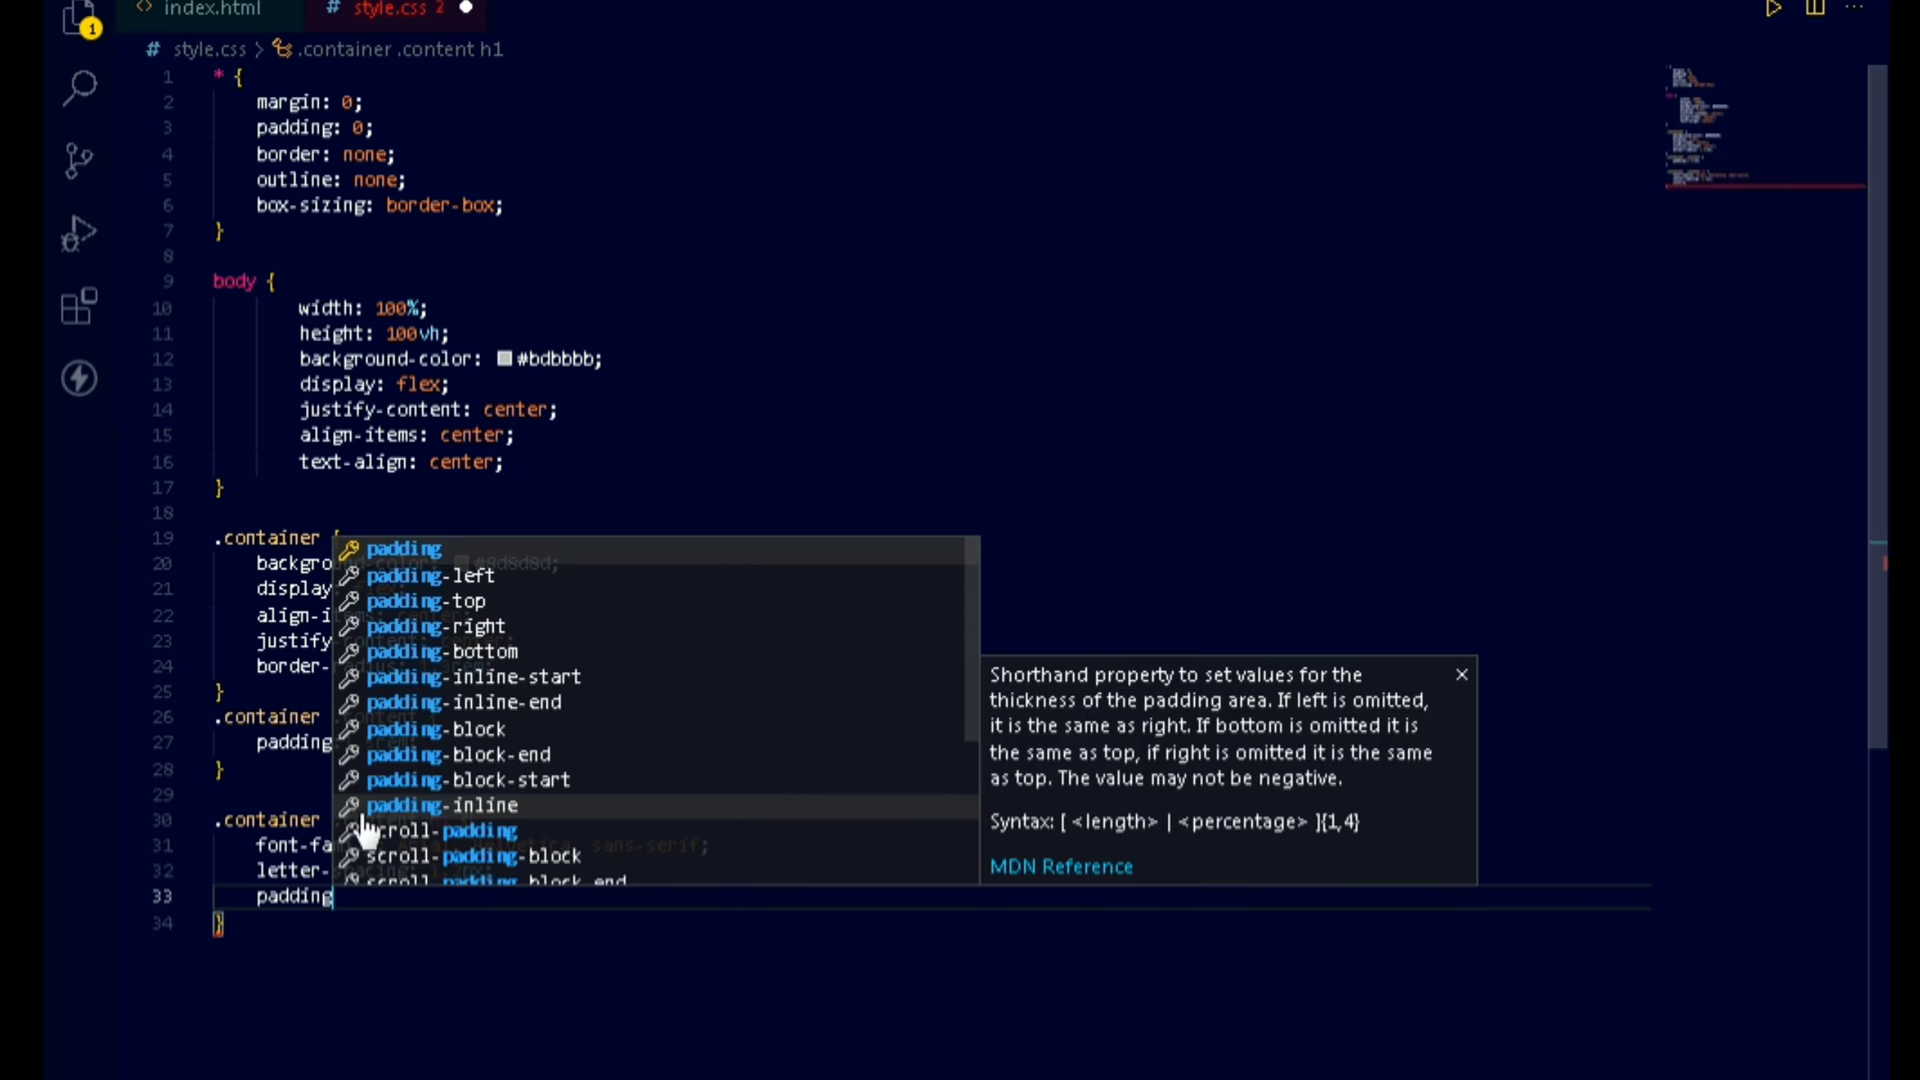 1
<> index.html
# style.css 2
# style.css > .container .content h1
1 * {
2 margin: 0;
3 padding: 0;
4 border: none;
5 outline: none;
6 box-sizing: border-box;
7 }
8
9 body {
10 width: 100%;
11 height: 100vh;
12 background-color: #bdbbbb;
13 display: flex;
14 justify-content: center;
15 align-items: center;
16 text-align: center;
17 }
18
19 .container {
20 backgro
21 display
22 align-i
23 justify
24 border-
25 }
26 .container
27 padding
28 }
29
30 .container
31 font-fa sans-serif;
32 letter-
33 padding
34 }
padding
padding-left
padding-top
padding-right
padding-bottom
padding-inline-start
padding-inline-end
padding-block
padding-block-end
padding-block-start
padding-inline
scroll-padding
scroll-padding-block
scroll-padding-block-end
Shorthand property to set values for the
thickness of the padding area. If left is omitted,
it is the same as right. If bottom is omitted it is
the same as top, if right is omitted it is the same
as top. The value may not be negative.
Syntax: [ <length> | <percentage> ]{1,4}
MDN Reference